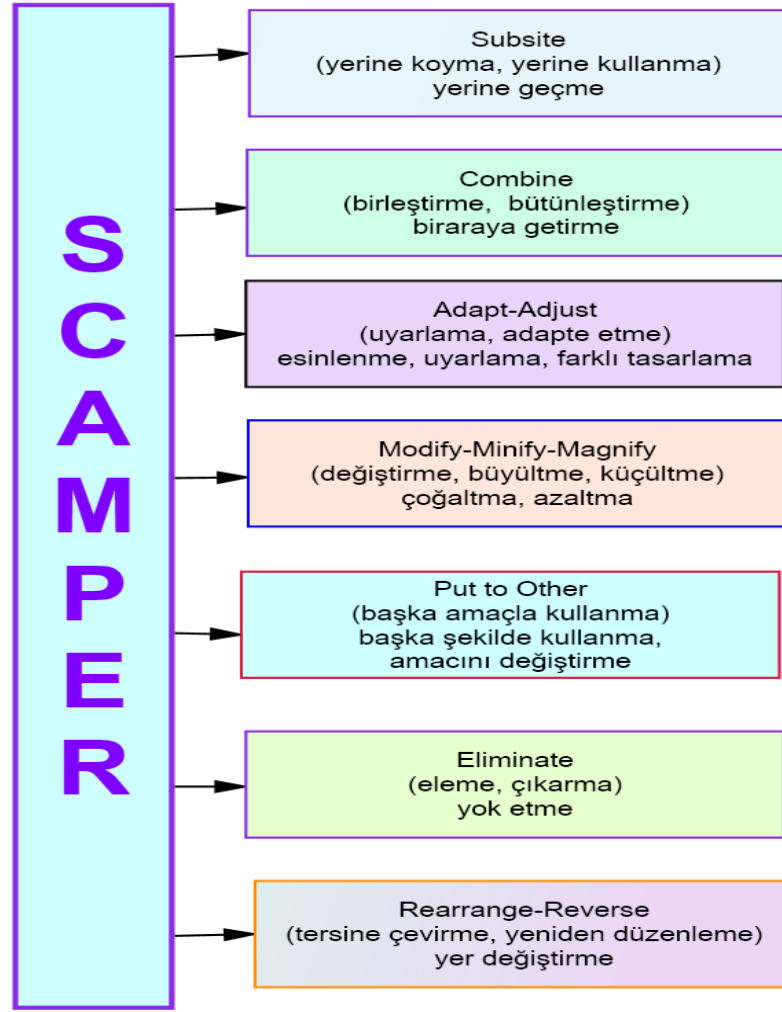 SCAMPER
Subsite
(yerine koyma, yerine kullanma)
yerine geçme
Combine
(birleştirme, bütünleştirme)
biraraya getirme
Adapt-Adjust
(uyarlama, adapte etme)
esinlenme, uyarlama, farklı tasarlama
Modify-Minify-Magnify
(değiştirme, büyültme, küçültme)
çoğaltma, azaltma
Put to Other
(başka amaçla kullanma)
başka şekilde kullanma,
amacını değiştirme
Eliminate
(eleme, çıkarma)
yok etme
Rearrange-Reverse
(tersine çevirme, yeniden düzenleme)
yer değiştirme